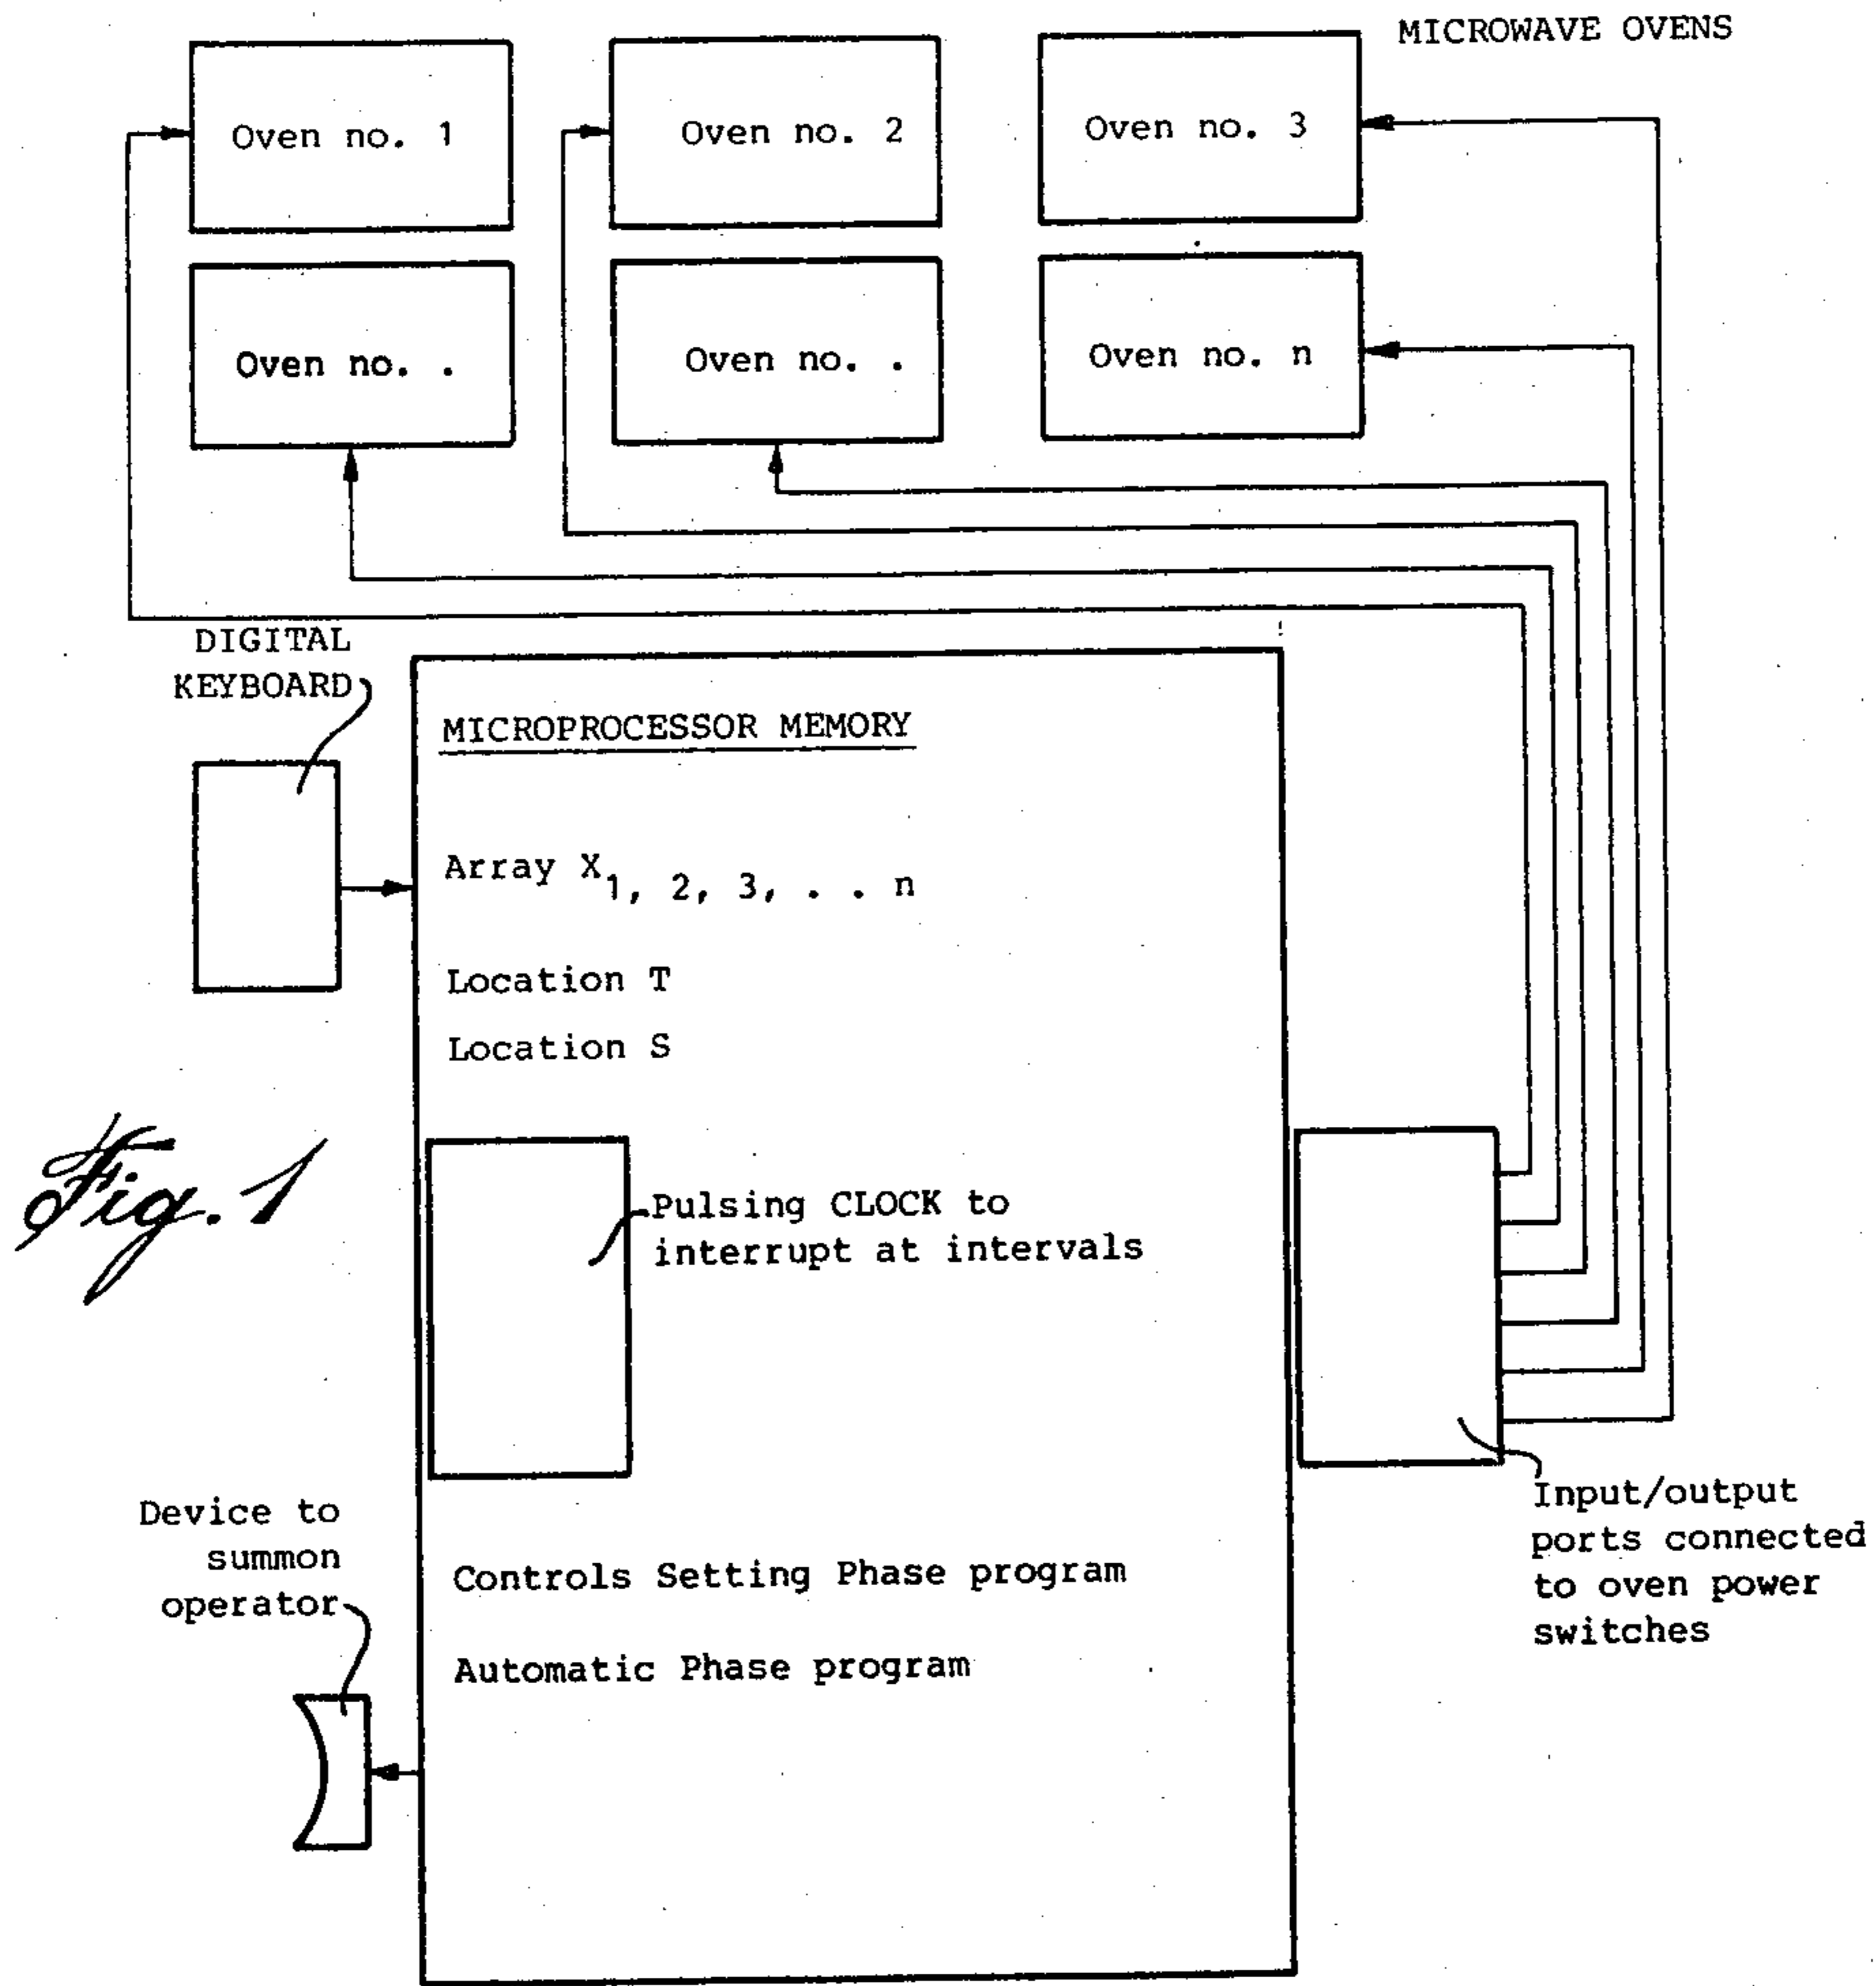 MICROWAVE OVENS
Oven no. 1
Oven no. 2
Oven no. 3
Oven no. .
Oven no. .
Oven no. n
DIGITAL
KEYBOARD
MICROPROCESSOR MEMORY
Array X1, 2, 3, . . n
Location T
Location S
Fig. 1
Pulsing CLOCK to
interrupt at intervals
Device to
summon
operator
Controls Setting Phase program
Automatic Phase program
Input/output
ports connected
to oven power
switches